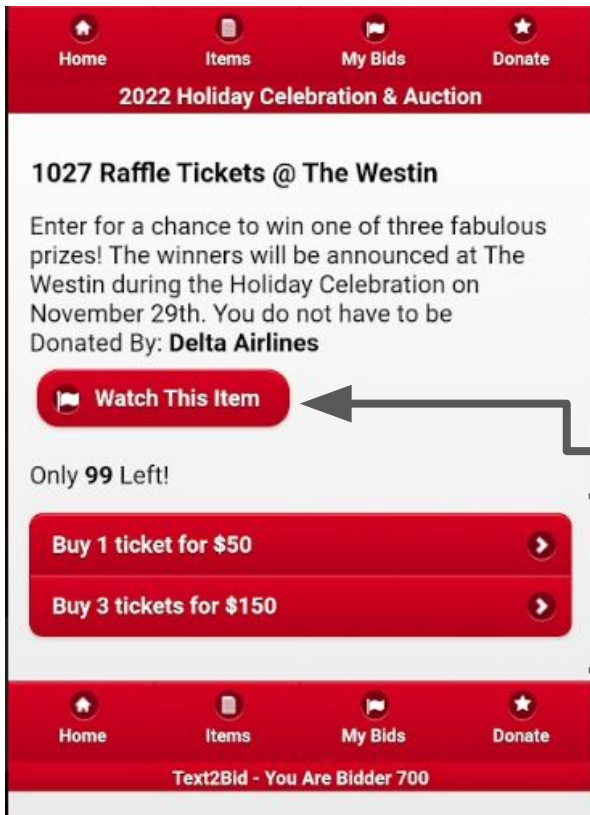 Home Items My Bids Donate
2022 Holiday Celebration & Auction
1027 Raffle Tickets @ The Westin
Enter for a chance to win one of three fabulous
prizes! The winners will be announced at The
Westin during the Holiday Celebration on
November 29th. You do not have to be
Donated By: Delta Airlines
Watch This Item
Only 99 Left!
Buy 1 ticket for $50
Buy 3 tickets for $150
Home Items My Bids Donate
Text2Bid - You Are Bidder 700